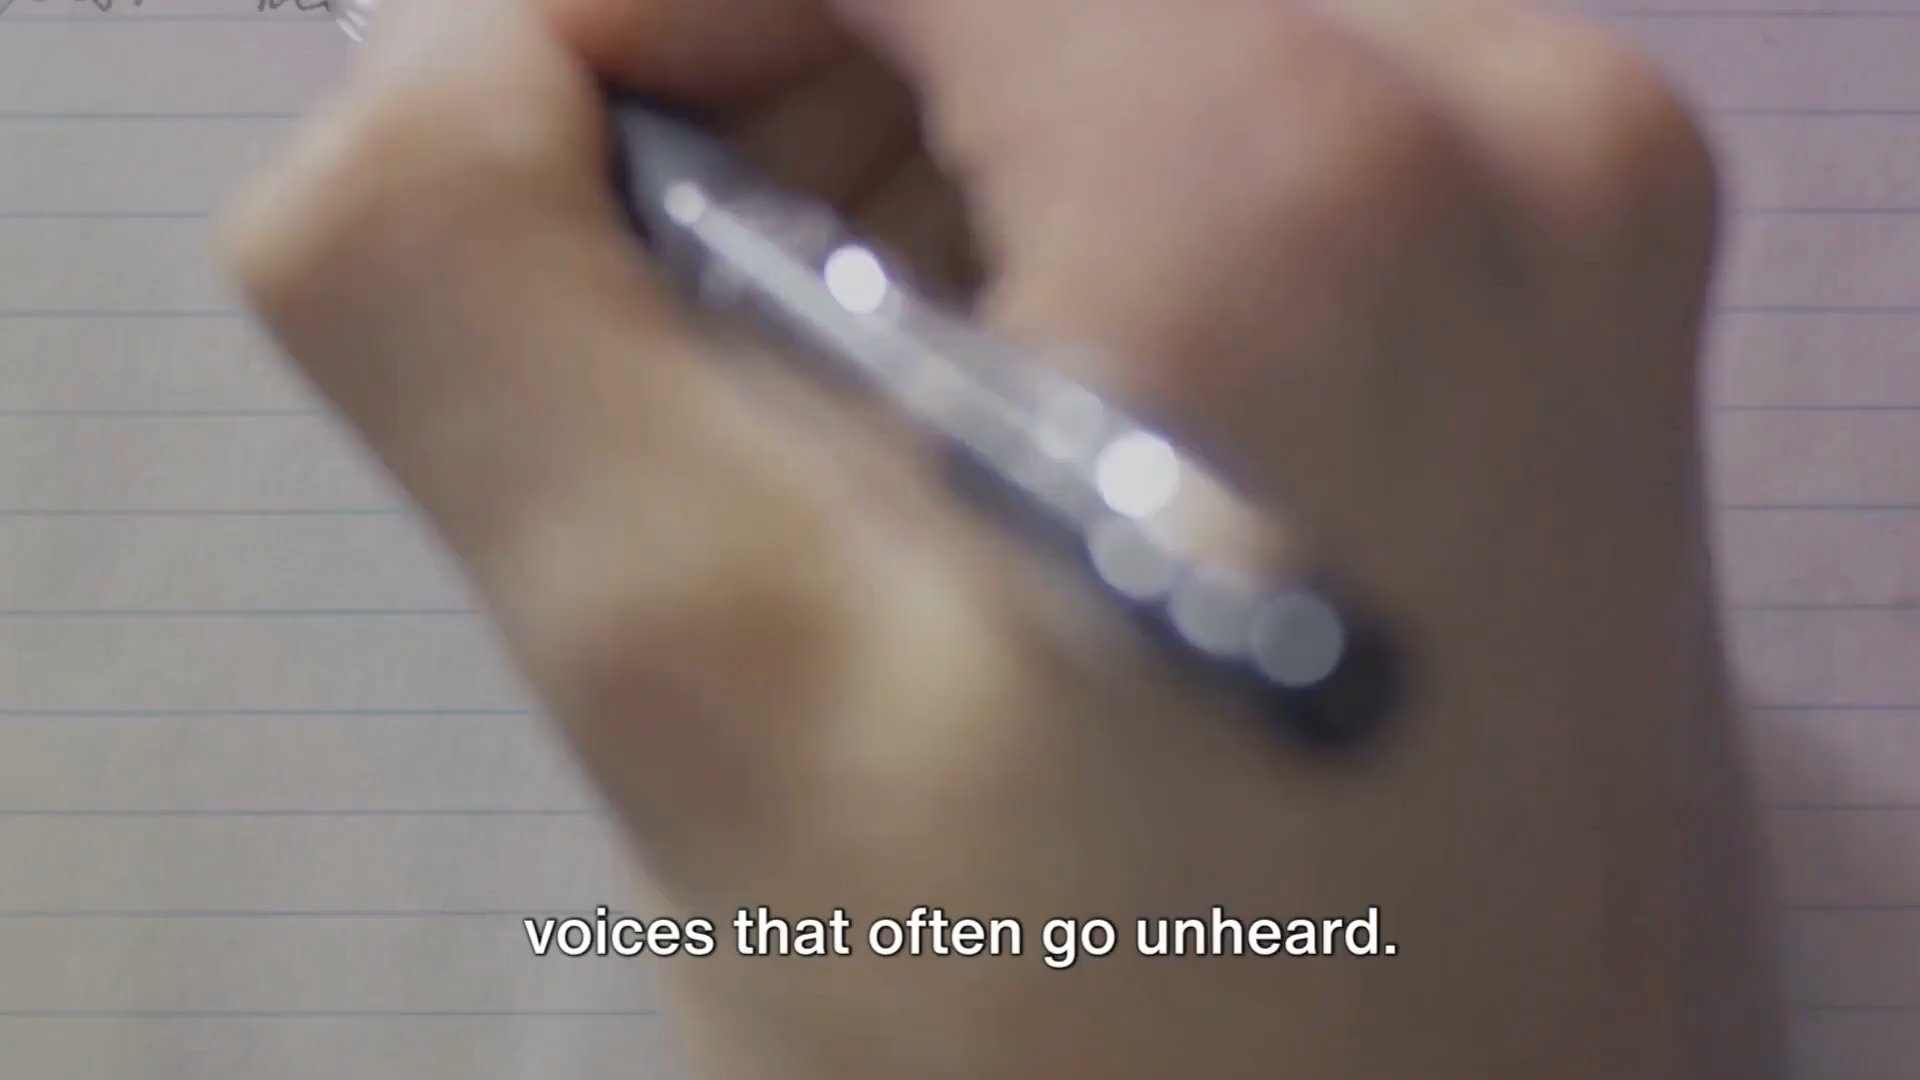 voices that often go unheard.